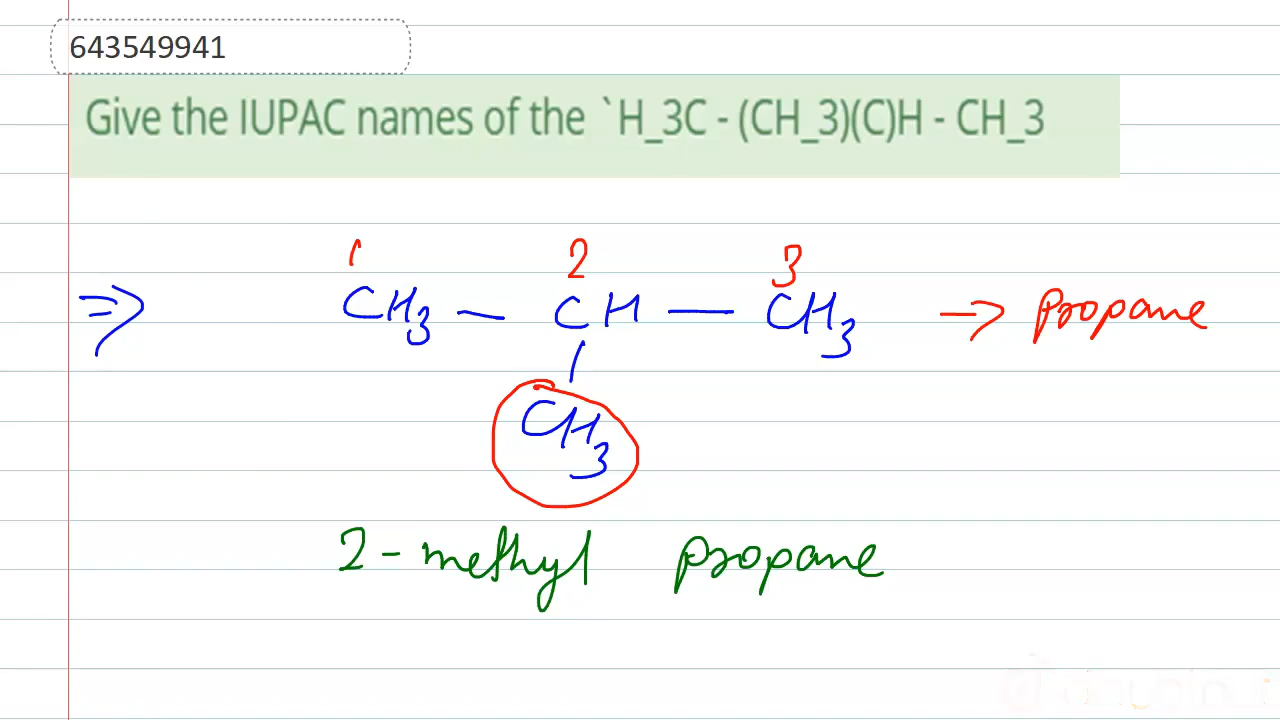 643549941
Give the IUPAC names of the `H_3C - (CH_3)(C)H - CH_3
1 2 3
⇒ CH3 — CH — CH3 → Propane
CH3
2-methyl propane